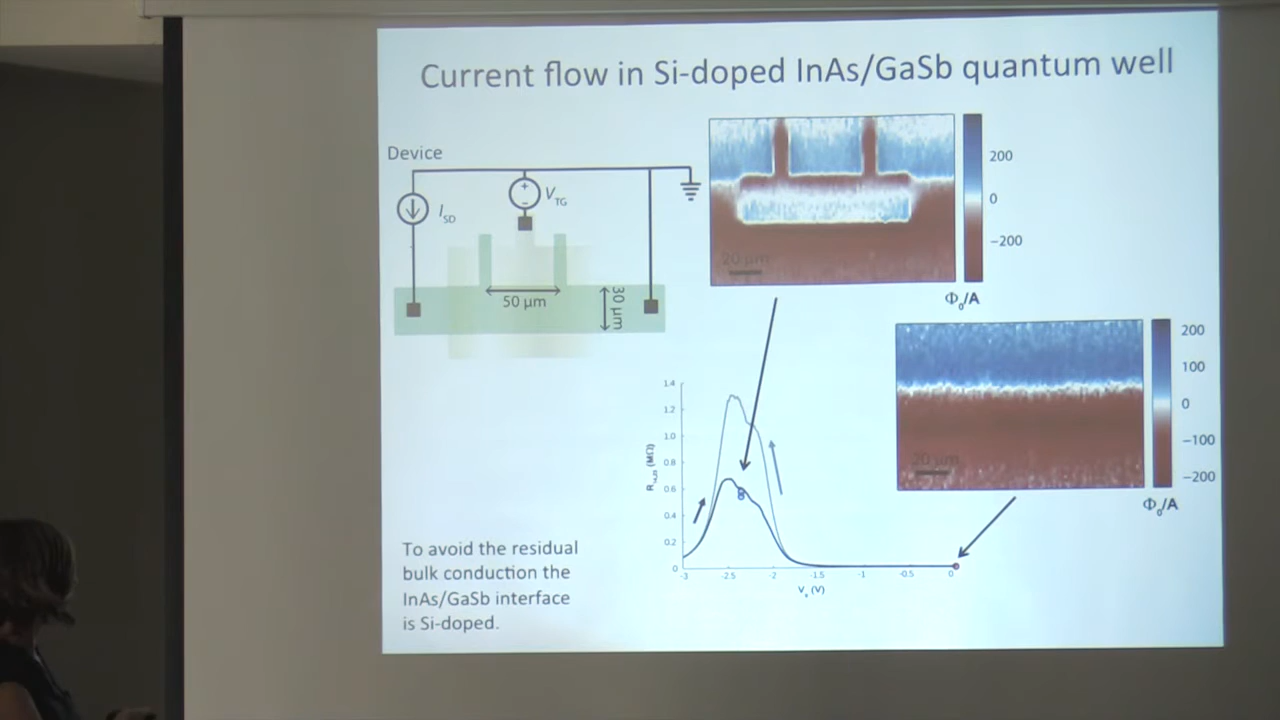 Current flow in Si-doped InAs/GaSb quantum well
Device
I_SD
V_TG
50 μm
30 μm
20 μm
200
0
−200
Φ₀/A
20 μm
200
100
0
−100
−200
Φ₀/A
1.4
1.2
1.0
0.8
0.6
0.4
0.2
0
-3
-2.5
-2
-1.5
-1
-0.5
0
(V)
To avoid the residual
bulk conduction the
InAs/GaSb interface
is Si-doped.